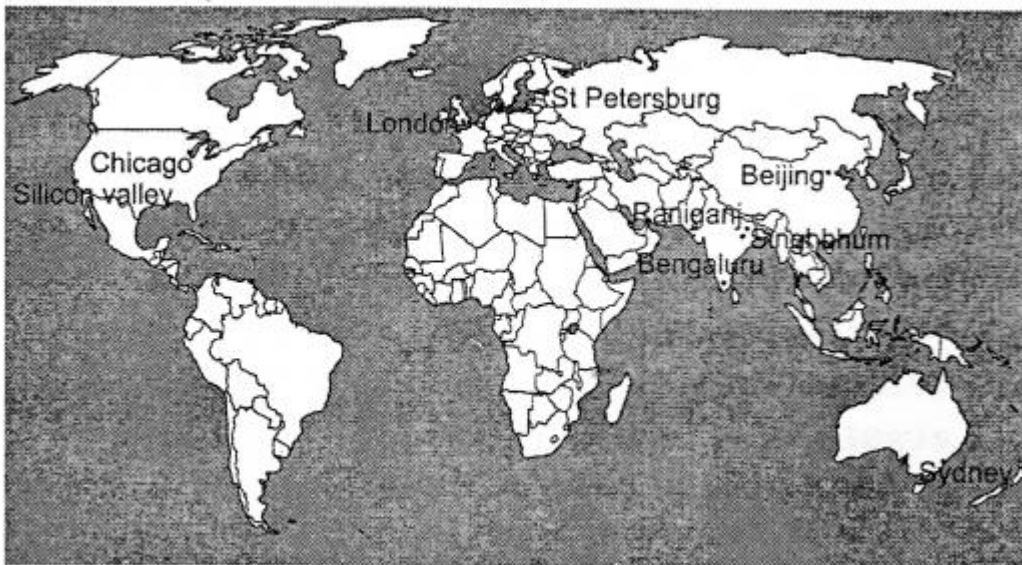 St Petersburg
London
Chicago
Beijing
Silicon valley
Raniganj
Singhbhum
Bengaluru
Sydney